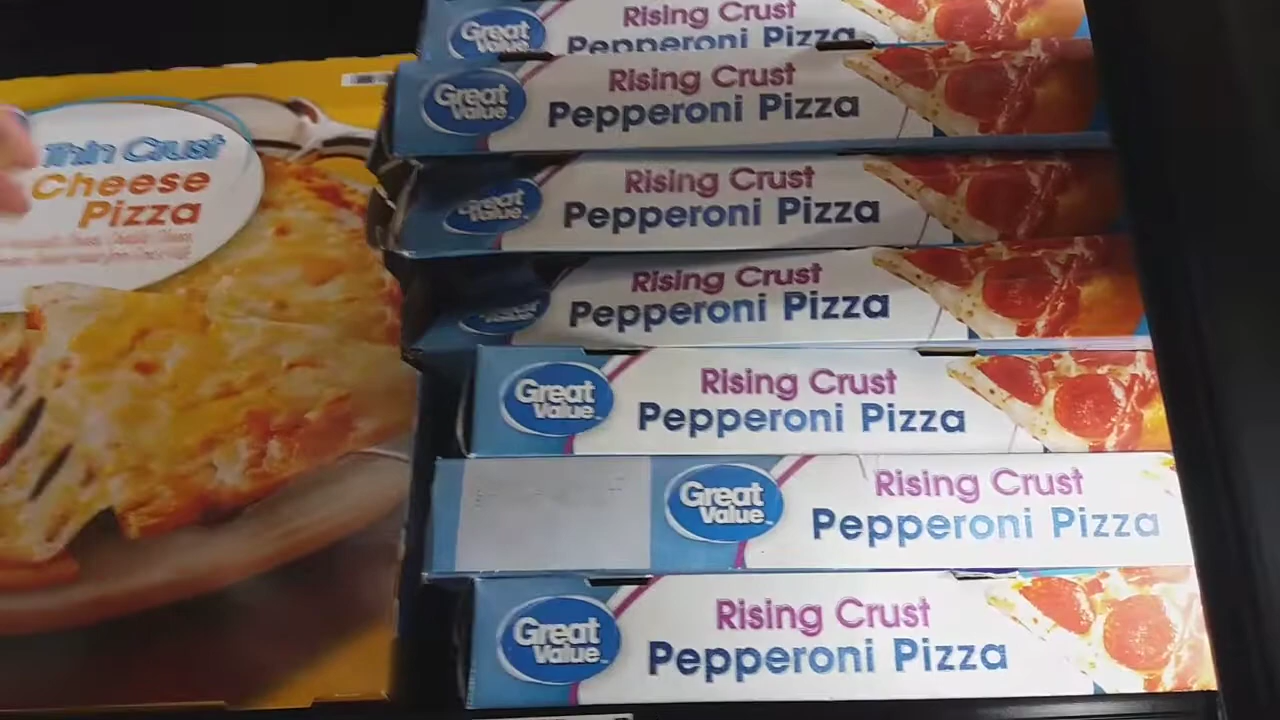 Thin Crust
Cheese
Pizza
Great
Value
Rising Crust
Pepperoni Pizza
Great
Value
Rising Crust
Pepperoni Pizza
Great
Value
Rising Crust
Pepperoni Pizza
Rising Crust
Pepperoni Pizza
Great
Value
Rising Crust
Pepperoni Pizza
Great
Value
Rising Crust
Pepperoni Pizza
Great
Value
Rising Crust
Pepperoni Pizza